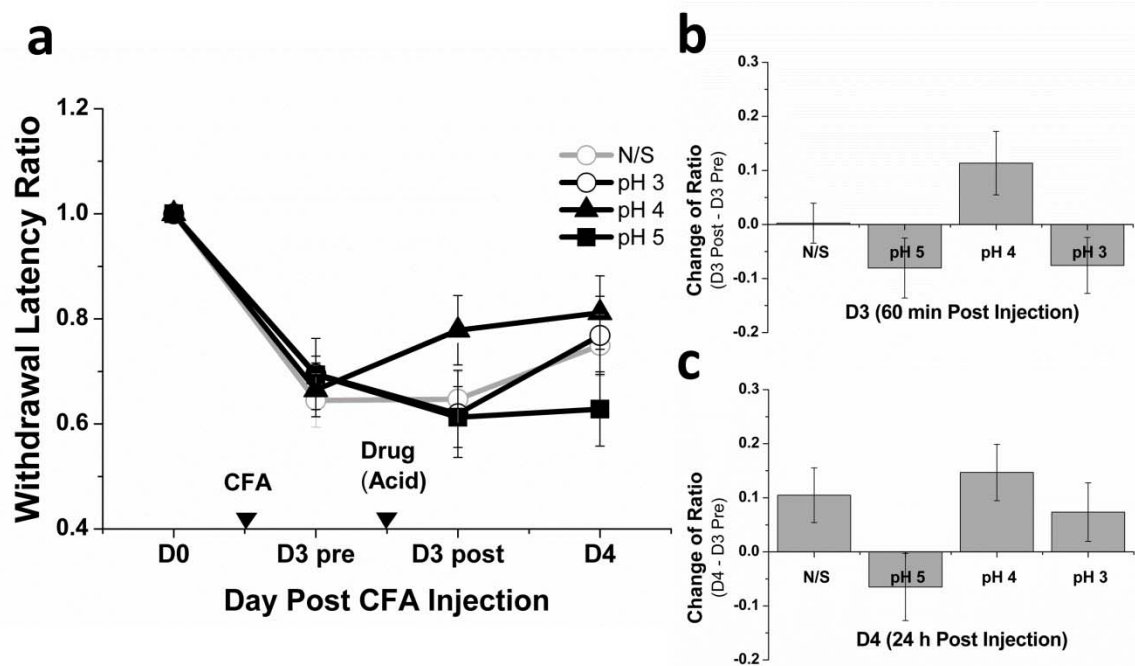 a
Withdrawal Latency Ratio
1.2
1.0
0.8
0.6
0.4
N/S
pH 3
pH 4
pH 5
CFA
Drug
(Acid)
D0
D3 pre
D3 post
D4
Day Post CFA Injection
b
Change of Ratio
(D3 Post - D3 Pre)
0.3
0.2
0.1
0.0
-0.1
-0.2
N/S
pH 5
pH 4
pH 3
D3 (60 min Post Injection)
c
Change of Ratio
(D4 - D3 Pre)
0.3
0.2
0.1
0.0
-0.1
-0.2
N/S
pH 5
pH 4
pH 3
D4 (24 h Post Injection)